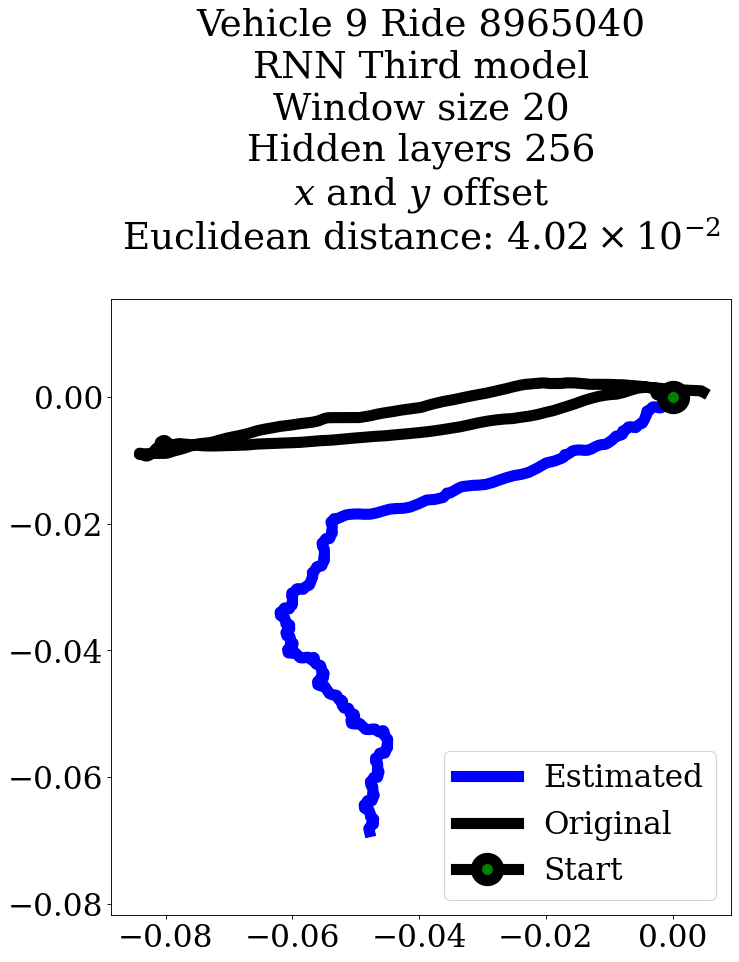 Vehicle 9 Ride 8965040
RNN Third model
Window size 20
Hidden layers 256
x and y offset
Euclidean distance: 4.02 × 10⁻²
0.00
−0.02
−0.04
−0.06
−0.08
Estimated
Original
Start
−0.08 −0.06 −0.04 −0.02 0.00